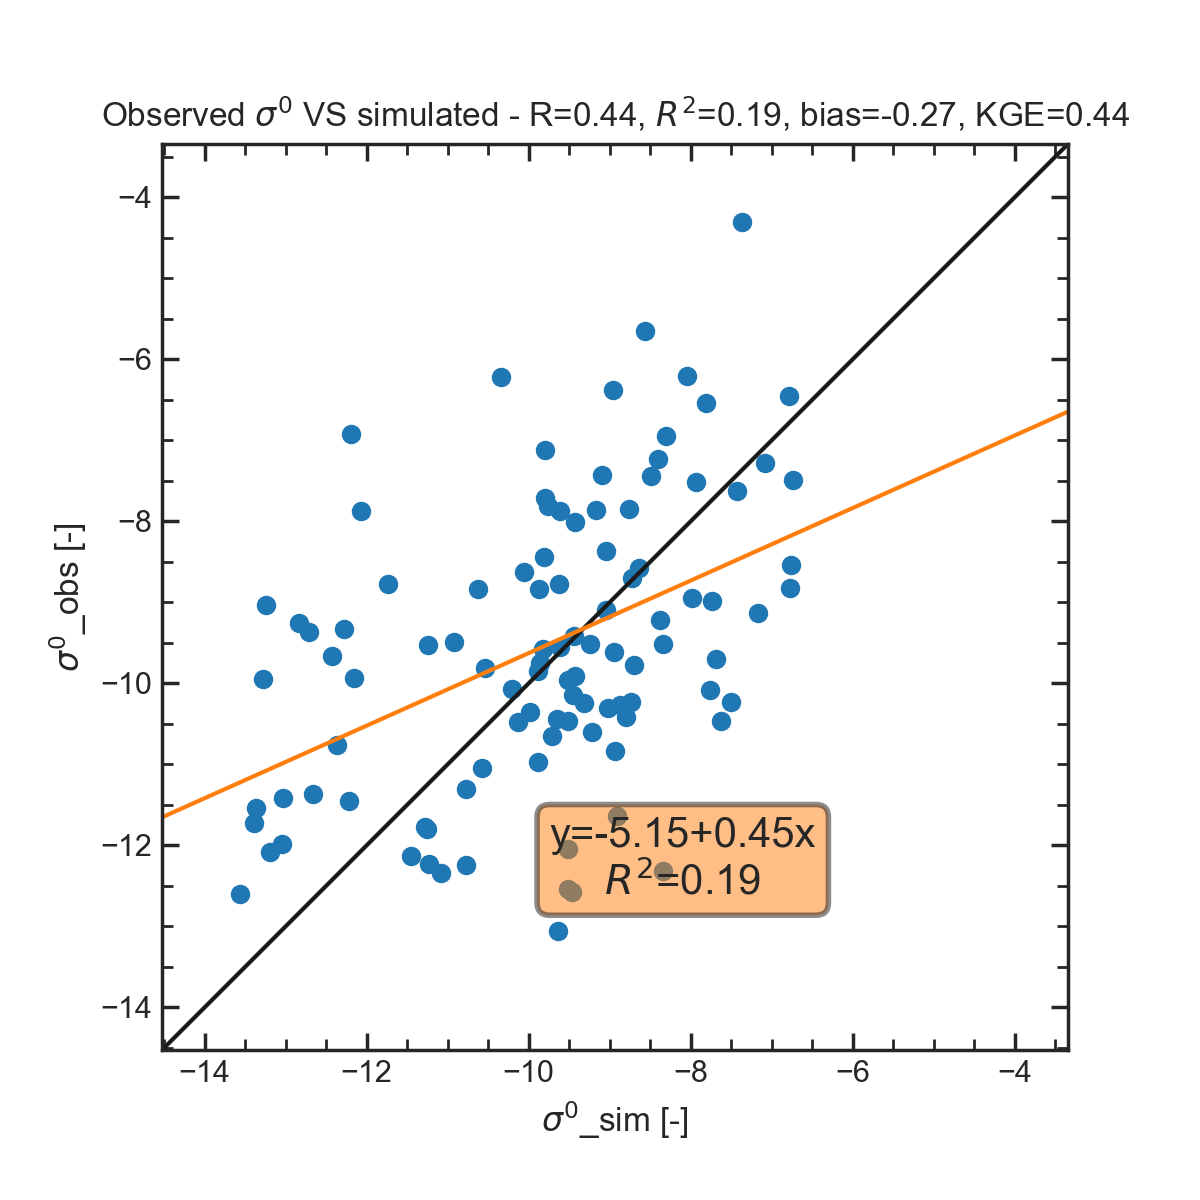 Observed σ⁰ VS simulated - R=0.44, R²=0.19, bias=-0.27, KGE=0.44
−4
−6
−8
−10
−12
−14
σ⁰_obs [-]
y=-5.15+0.45x
R²=0.19
−14 −12 −10 −8 −6 −4
σ⁰_sim [-]